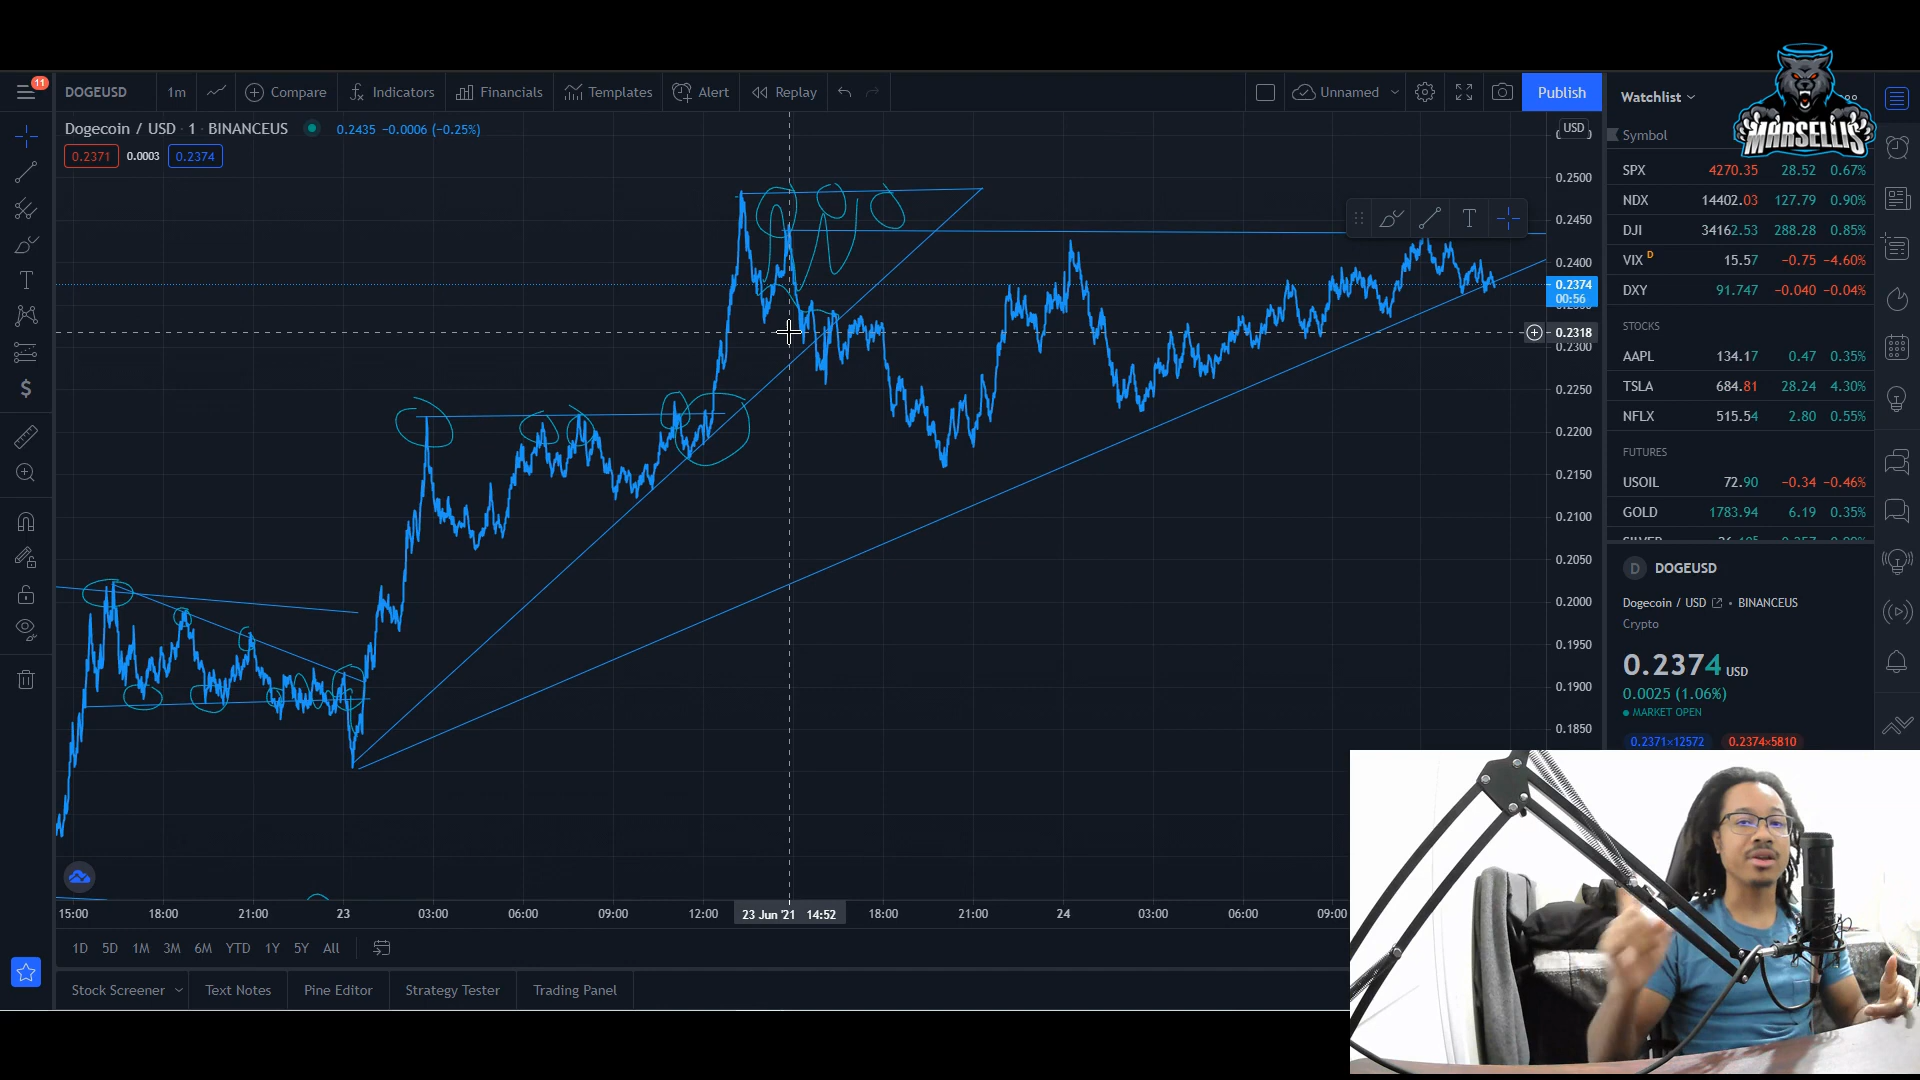 11
DOGEUSD
1m
Compare
Indicators
Financials
Templates
Alert
Replay
Unnamed
Publish
Watchlist
MARSELLIS
Dogecoin / USD · 1 · BINANCEUS
0.2435 −0.0006 (−0.25%)
0.2371
0.0003
0.2374
USD
Symbol
SPX 4270.35 28.52 0.67%
NDX 14402.03 127.79 0.90%
DJI 34162.53 288.28 0.85%
VIX D 15.57 −0.75 −4.60%
DXY 91.747 −0.040 −0.04%
STOCKS
AAPL 134.17 0.47 0.35%
TSLA 684.81 28.24 4.30%
NFLX 515.54 2.80 0.55%
FUTURES
USOIL 72.90 −0.34 −0.46%
GOLD 1783.94 6.19 0.35%
0.2500
0.2450
0.2400
0.2374
00:56
0.2318
0.2300
0.2250
0.2200
0.2150
0.2100
0.2050
0.2000
0.1950
0.1900
0.1850
D DOGEUSD
Dogecoin / USD • BINANCEUS
Crypto
0.2374 USD
0.0025 (1.06%)
MARKET OPEN
0.2371×12572 0.2374×5810
15:00 18:00 21:00 23 03:00 06:00 09:00 12:00 23 Jun '21 14:52 18:00 21:00 24 03:00 06:00 09:00
1D 5D 1M 3M 6M YTD 1Y 5Y All
Stock Screener
Text Notes
Pine Editor
Strategy Tester
Trading Panel